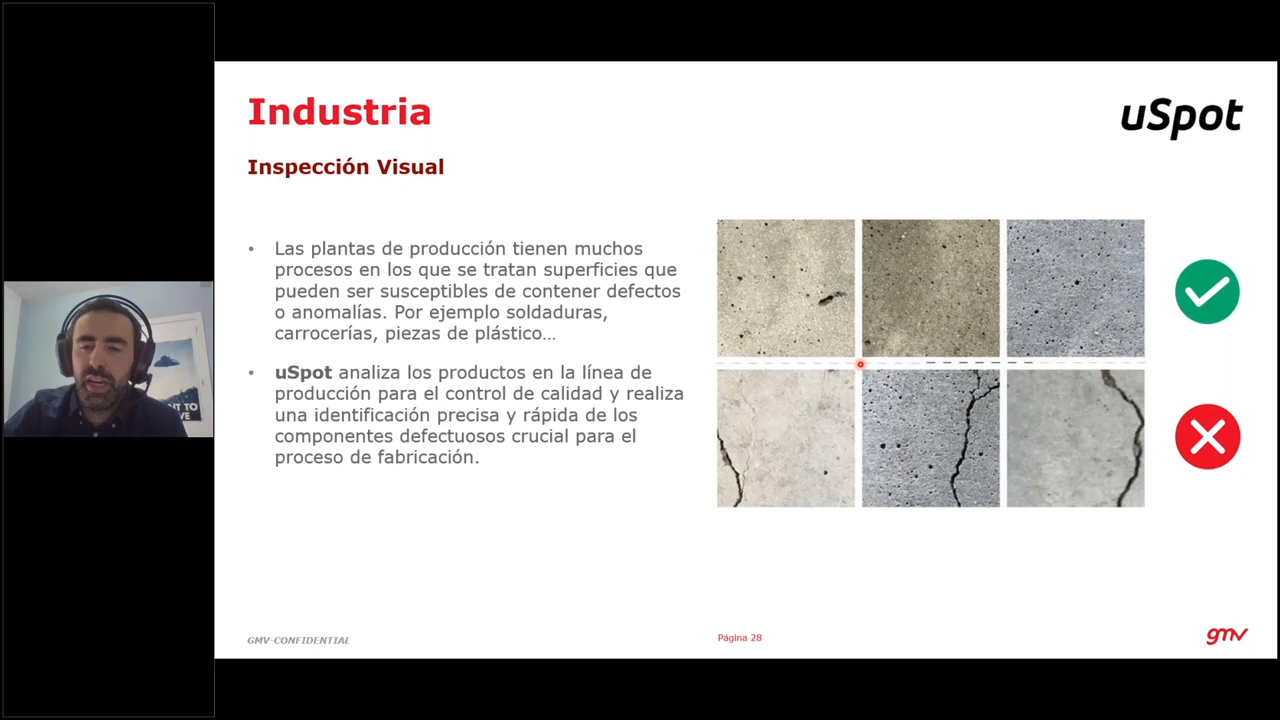 Industria
uSpot
Inspección Visual
• Las plantas de producción tienen muchos
procesos en los que se tratan superficies que
pueden ser susceptibles de contener defectos
o anomalías. Por ejemplo soldaduras,
carrocerías, piezas de plástico…
• uSpot analiza los productos en la línea de
producción para el control de calidad y realiza
una identificación precisa y rápida de los
componentes defectuosos crucial para el
proceso de fabricación.
GMV-CONFIDENTIAL
Página 28
gmv